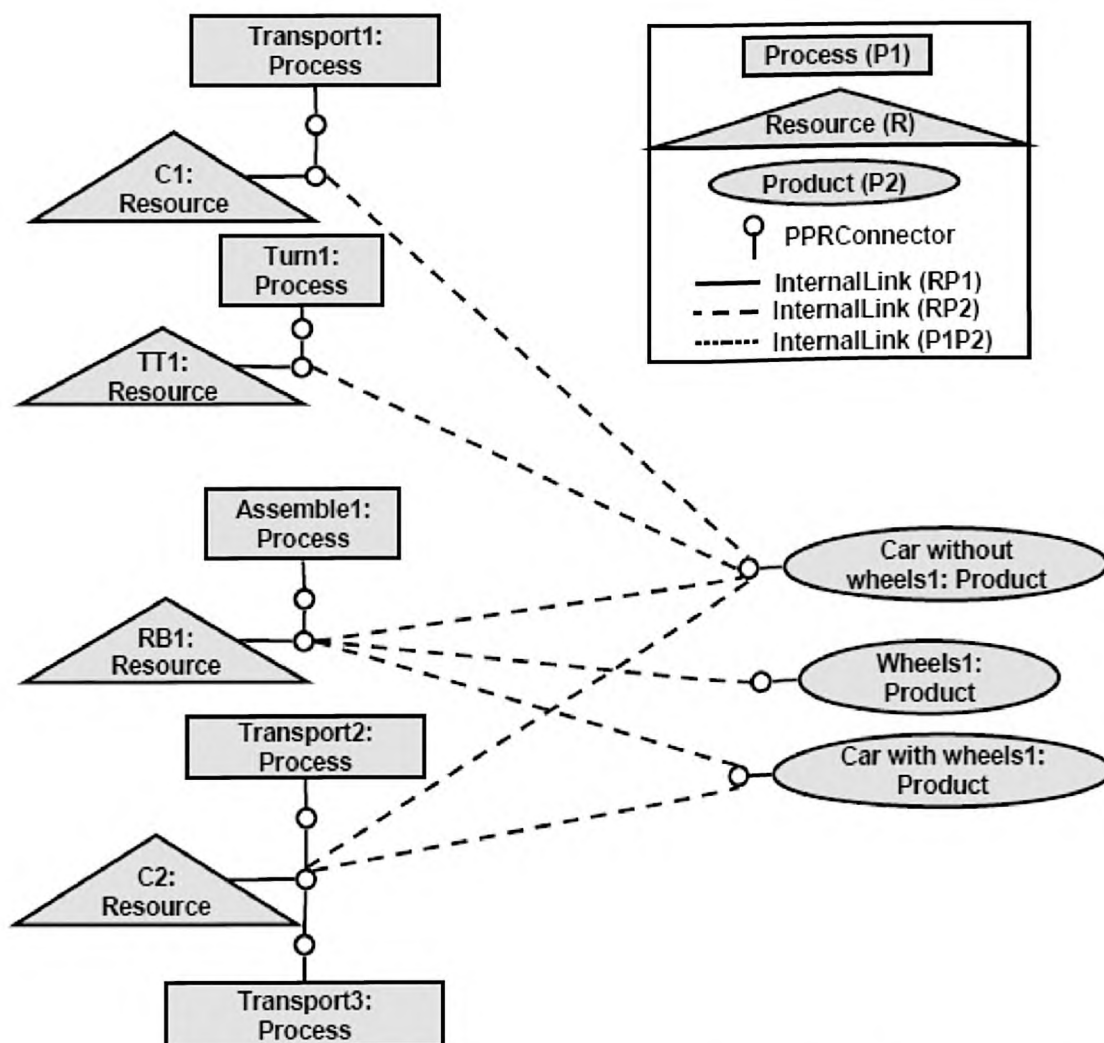 Transport1:
Process
C1:
Resource
Turn1:
Process
TT1:
Resource
Assemble1:
Process
RB1:
Resource
Transport2:
Process
C2:
Resource
Transport3:
Process
Process (P1)
Resource (R)
Product (P2)
PPRConnector
InternalLink (RP1)
InternalLink (RP2)
InternalLink (P1P2)
Car without
wheels1: Product
Wheels1:
Product
Car with wheels1:
Product